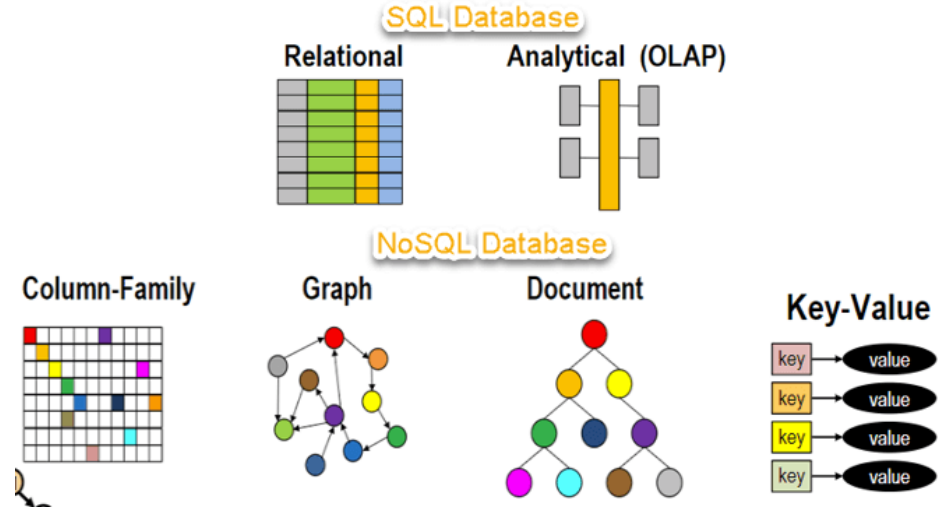 SQL Database
Relational
Analytical (OLAP)
NoSQL Database
Column-Family
Graph
Document
Key-Value
key
value
key
value
key
value
key
value